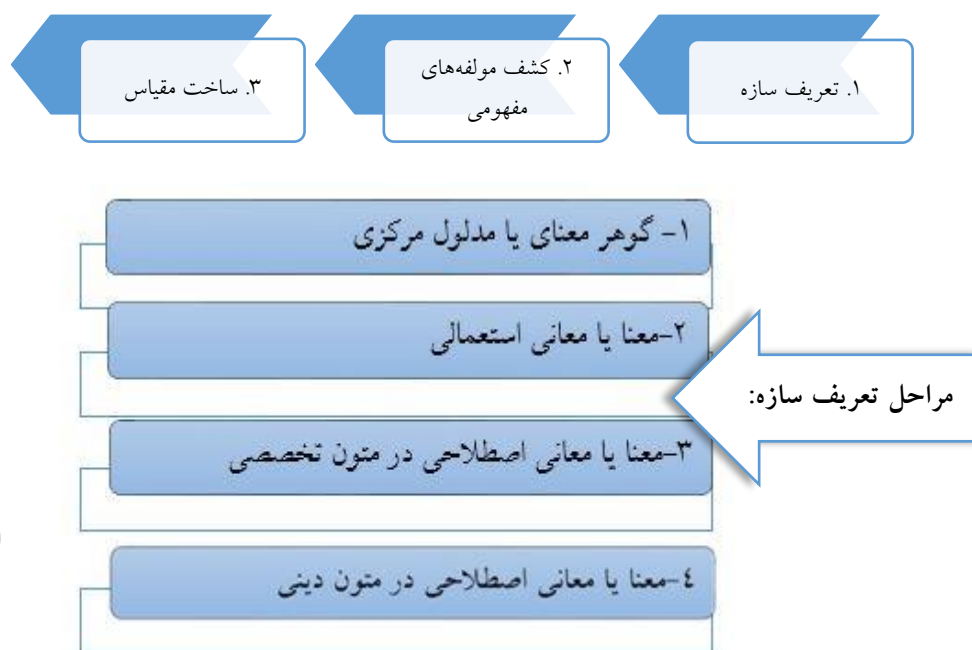 ۱. تعریف سازه
۲. کشف مولفه‌های
مفهومی
۳. ساخت مقیاس
۱- گوهر معنای یا مدلول مرکزی
۲-معنا یا معانی استعمالی
مراحل تعریف سازه:
۳-معنا یا معانی اصطلاحی در متون تخصصی
٤-معنا یا معانی اصطلاحی در متون دینی